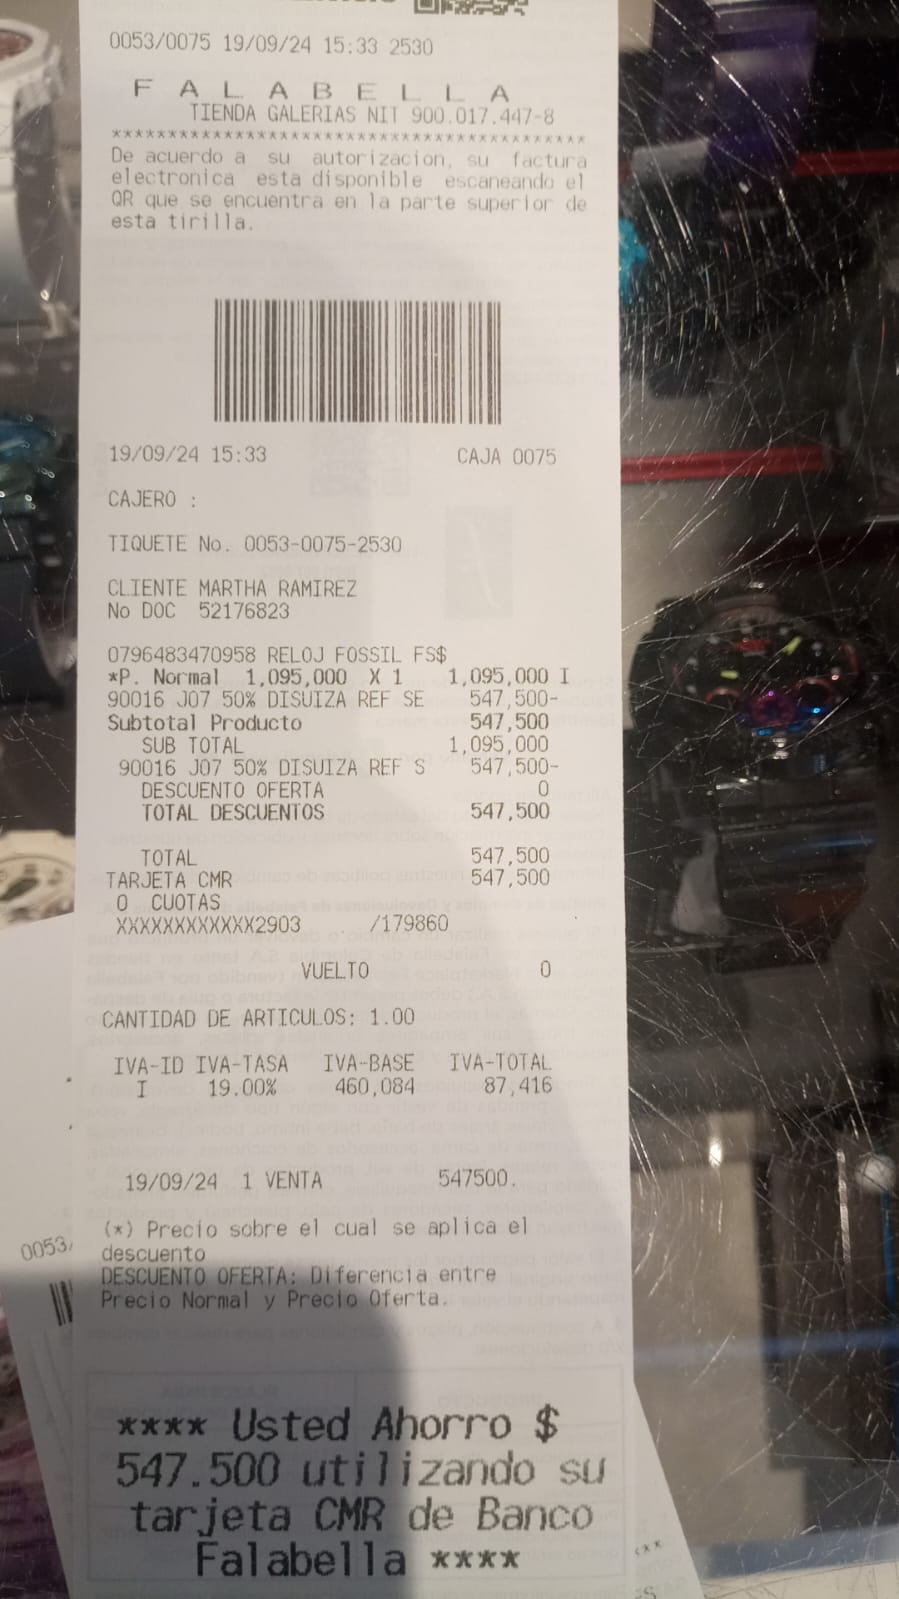 0053/0075 19/09/24 15:33 2530
F A L A B E L L A
TIENDA GALERIAS NIT 900.017.447-8
******************************************
De acuerdo a su autorizacion, su factura
electronica esta disponible escaneando el
QR que se encuentra en la parte superior de
esta tirilla.
19/09/24 15:33 CAJA 0075
CAJERO :
TIQUETE No. 0053-0075-2530
CLIENTE MARTHA RAMIREZ
No DOC 52176823
0796483470958 RELOJ FOSSIL FS$
*P. Normal 1,095,000 X 1 1,095,000 I
90016 J07 50% DISUIZA REF SE 547,500-
Subtotal Producto 547,500
SUB TOTAL 1,095,000
90016 J07 50% DISUIZA REF S 547,500-
DESCUENTO OFERTA 0
TOTAL DESCUENTOS 547,500
TOTAL 547,500
TARJETA CMR 547,500
0 CUOTAS
XXXXXXXXXXXX2903 /179860
VUELTO 0
CANTIDAD DE ARTICULOS: 1.00
IVA-ID IVA-TASA IVA-BASE IVA-TOTAL
I 19.00% 460,084 87,416
19/09/24 1 VENTA 547500.
(*) Precio sobre el cual se aplica el
descuento
DESCUENTO OFERTA: Diferencia entre
Precio Normal y Precio Oferta.
**** Usted Ahorro $
547.500 utilizando su
tarjeta CMR de Banco
Falabella ****
0053/